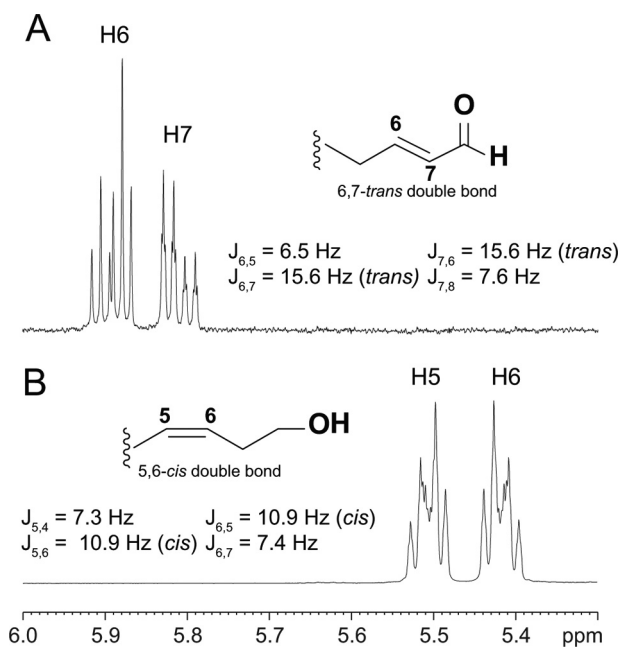 A
H6
H7
O
H
6
7
6,7-trans double bond
J6,5 = 6.5 Hz
J7,6 = 15.6 Hz (trans)
J6,7 = 15.6 Hz (trans)
J7,8 = 7.6 Hz
B
H5
H6
5
6
OH
5,6-cis double bond
J5,4 = 7.3 Hz
J6,5 = 10.9 Hz (cis)
J5,6 = 10.9 Hz (cis)
J6,7 = 7.4 Hz
6.0 5.9 5.8 5.7 5.6 5.5 5.4 ppm